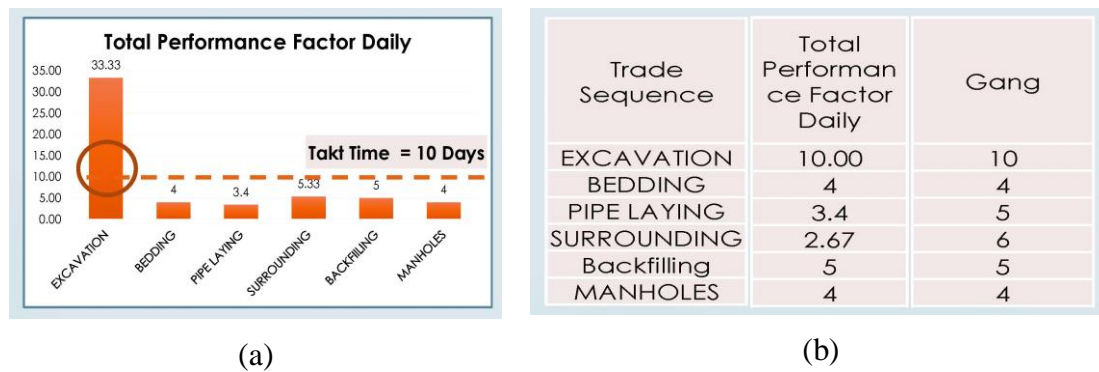 Total Performance Factor Daily
35.00
30.00
25.00
20.00
15.00
10.00
5.00
0.00
33.33
4
3.4
5.33
5
4
Takt Time = 10 Days
EXCAVATION
BEDDING
PIPE LAYING
SURROUNDING
BACKFILLING
MANHOLES
(a)
Trade
Sequence
Total
Performan
ce Factor
Daily
Gang
EXCAVATION 10.00 10
BEDDING 4 4
PIPE LAYING 3.4 5
SURROUNDING 2.67 6
Backfilling 5 5
MANHOLES 4 4
(b)